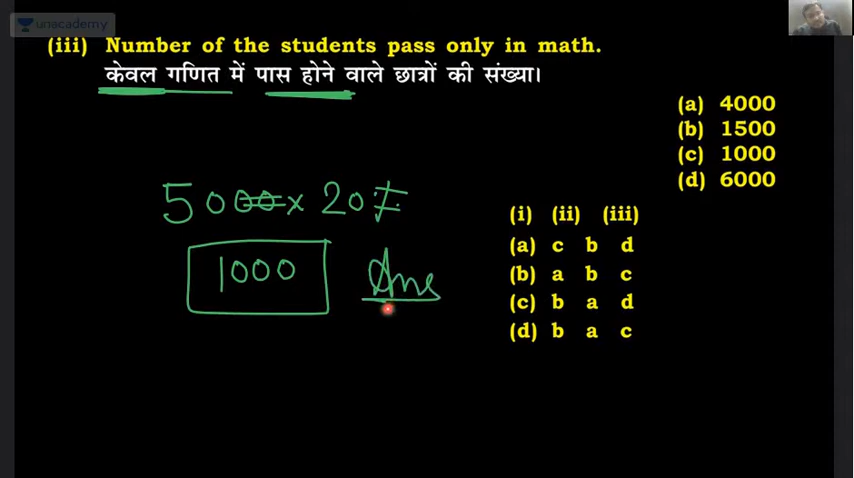 unacademy
(iii) Number of the students pass only in math.
केवल गणित में पास होने वाले छात्रों की संख्या।
(a) 4000
(b) 1500
(c) 1000
(d) 6000
5000 x 20%
1000 Ans
(i) (ii) (iii)
(a) c b d
(b) a b c
(c) b a d
(d) b a c